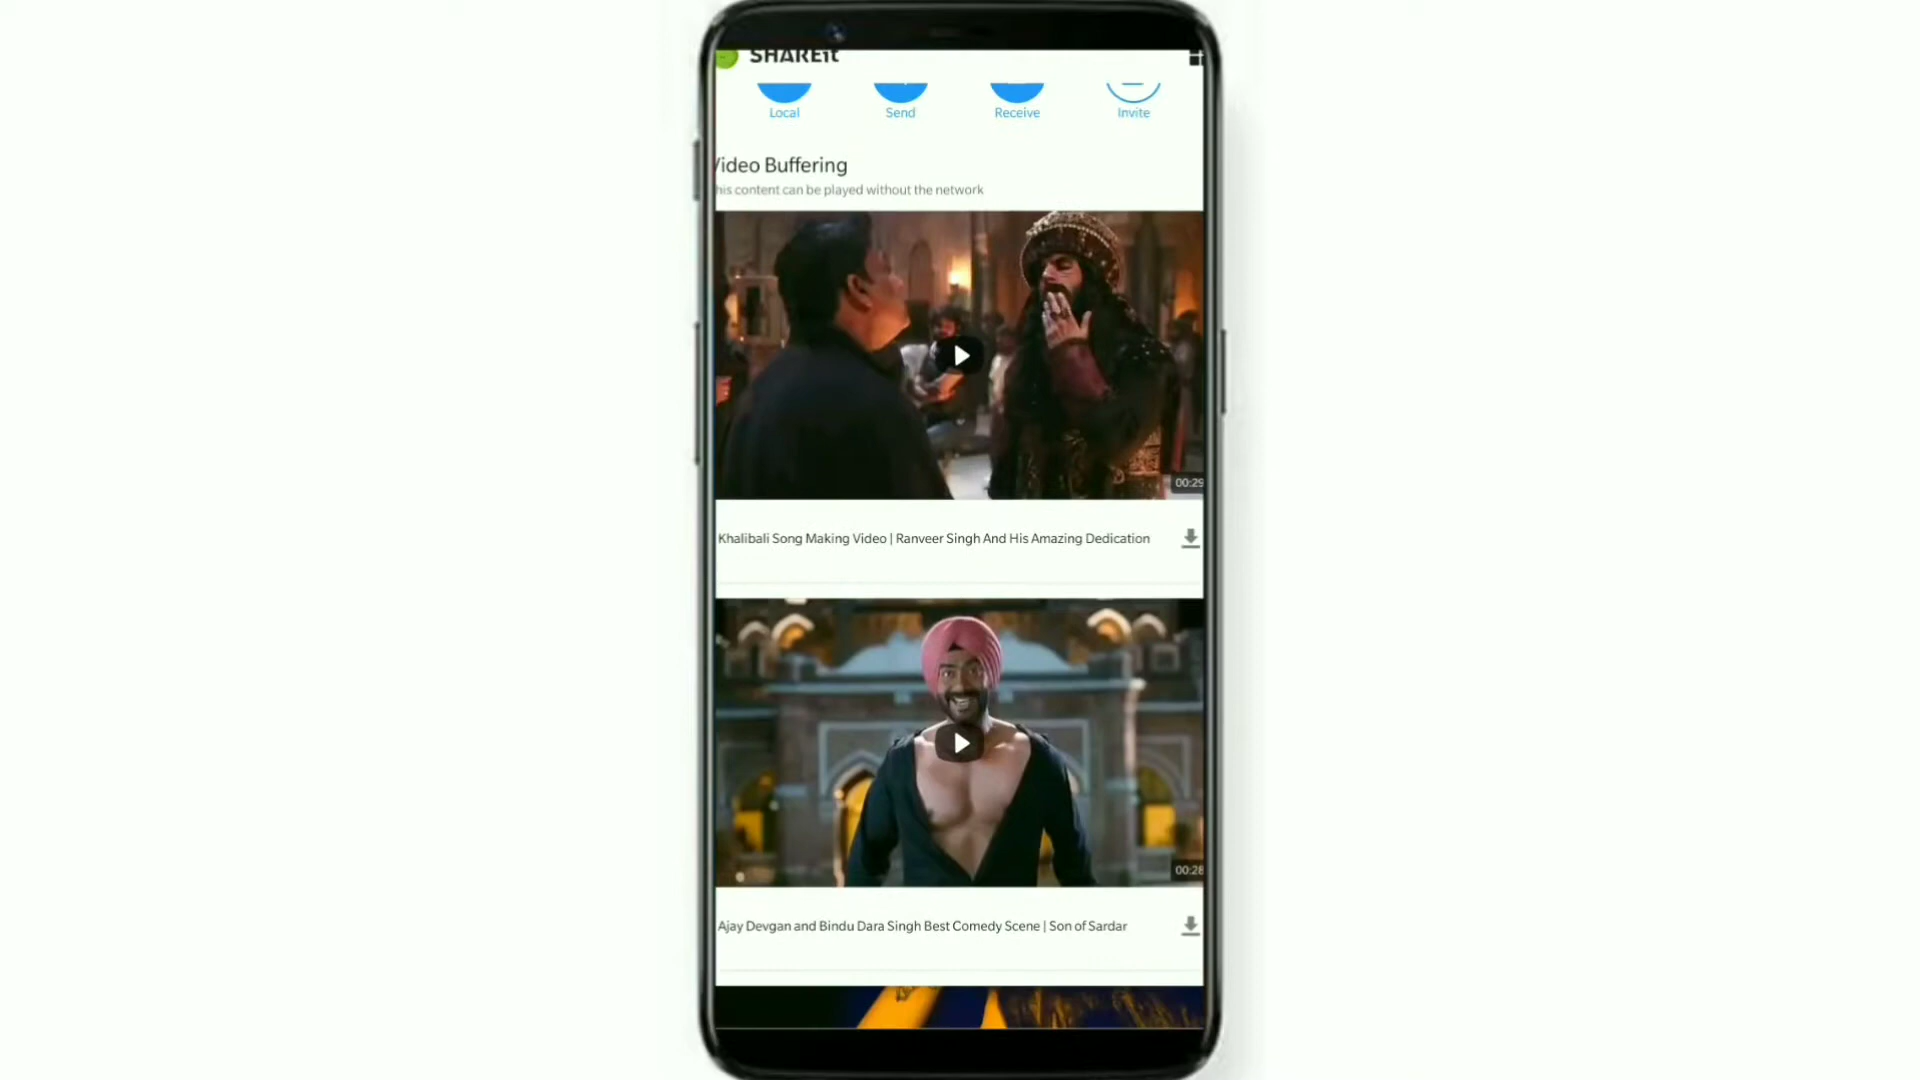 SHAREit
Local
Send
Receive
Invite
Video Buffering
his content can be played without the network
00:29
Khalibali Song Making Video | Ranveer Singh And His Amazing Dedication
00:28
Ajay Devgan and Bindu Dara Singh Best Comedy Scene | Son of Sardar